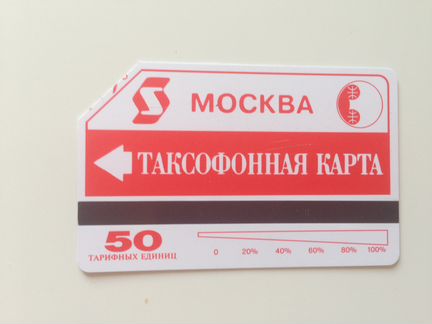 МОСКВА
ТАКСОФОННАЯ КАРТА
50
ТАРИФНЫХ ЕДИНИЦ
0 20% 40% 60% 80% 100%